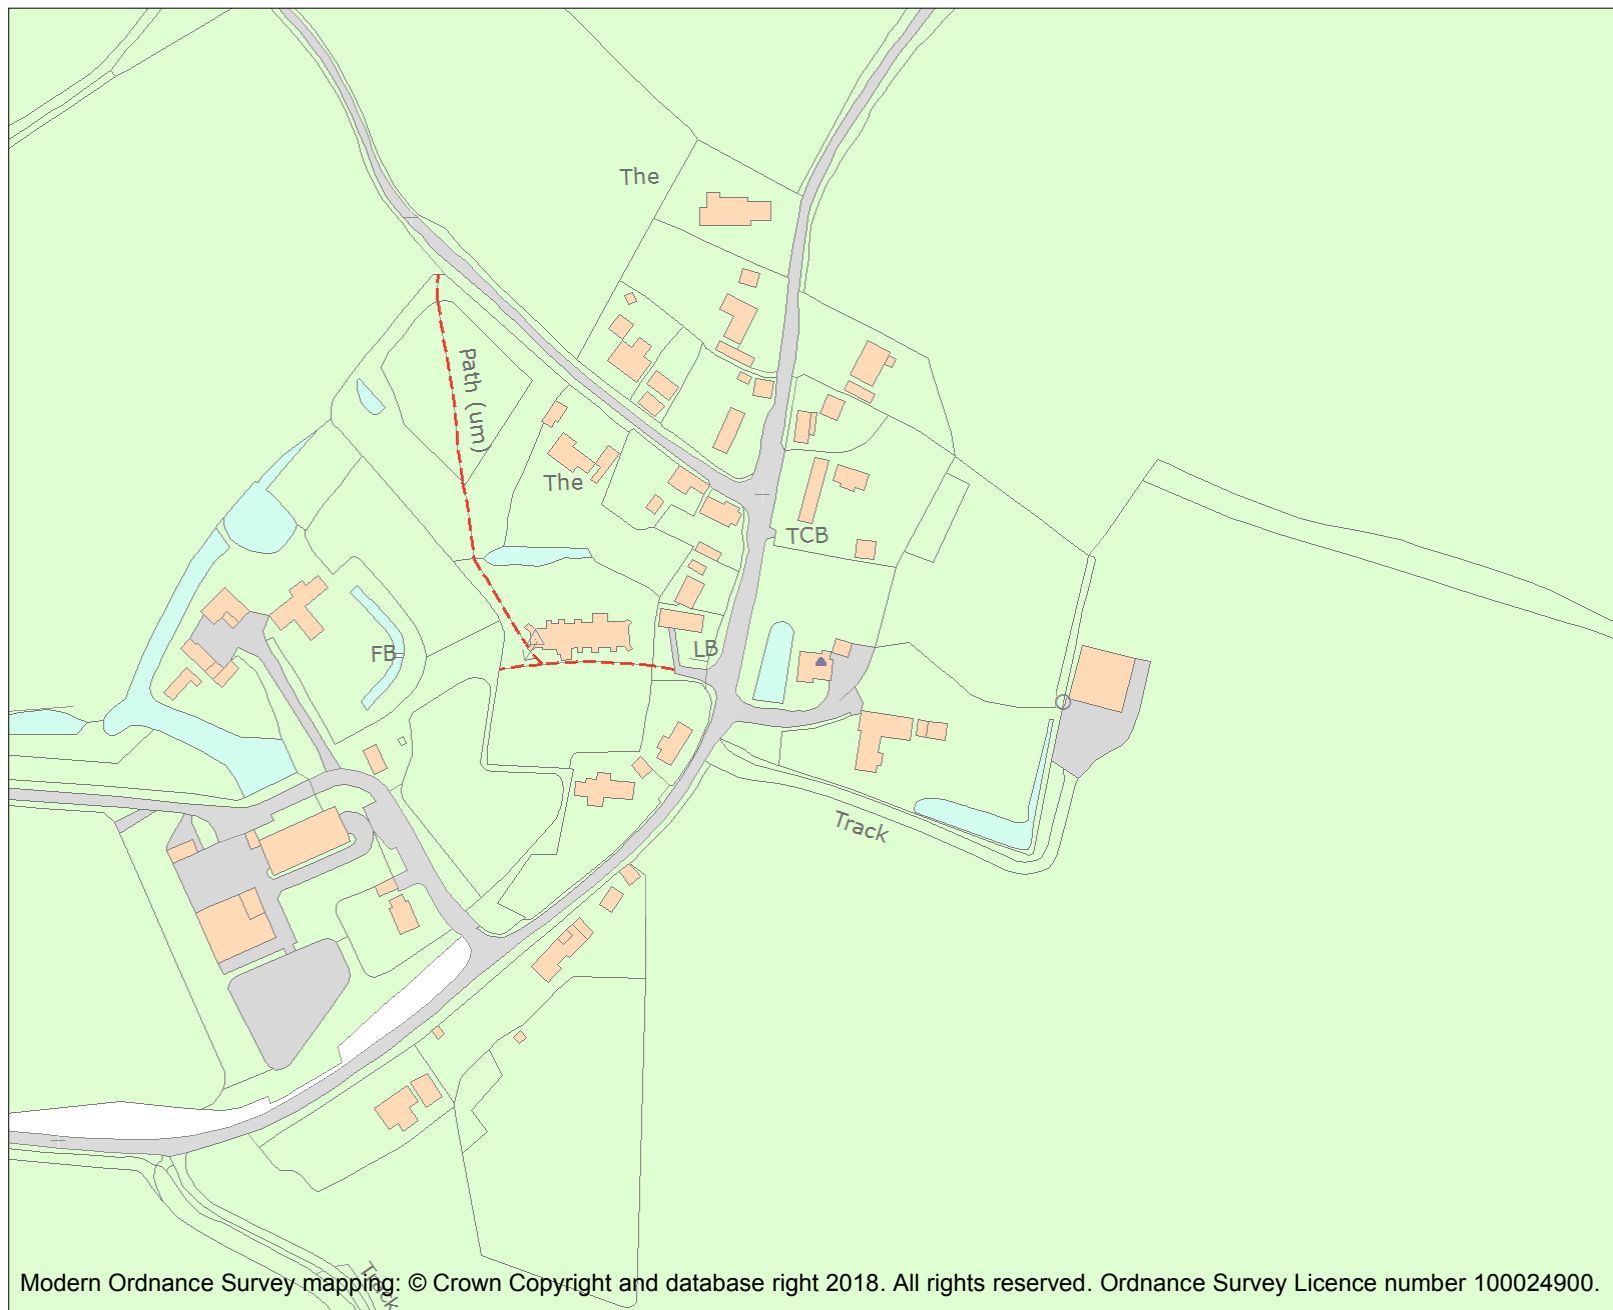 The
Path (um)
The
TCB
FB
LB
Track
Track
Modern Ordnance Survey mapping: © Crown Copyright and database right 2018. All rights reserved. Ordnance Survey Licence number 100024900.